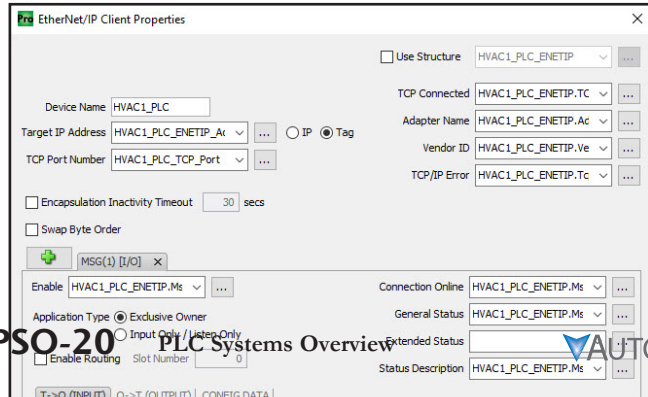 Pro EtherNet/IP Client Properties
Use Structure HVAC1_PLC_ENETIP ...
TCP Connected HVAC1_PLC_ENETIP.TC ...
Device Name HVAC1_PLC
Adapter Name HVAC1_PLC_ENETIP.Ad ...
Target IP Address HVAC1_PLC_ENETIP_Ad ... IP Tag
Vendor ID HVAC1_PLC_ENETIP.Ve ...
TCP Port Number HVAC1_PLC_TCP_Port ...
TCP/IP Error HVAC1_PLC_ENETIP.Tc ...
Encapsulation Inactivity Timeout 30 secs
Swap Byte Order
MSG(1) [I/O] X
Enable HVAC1_PLC_ENETIP.Ms ...
Connection Online HVAC1_PLC_ENETIP.Ms ...
Application Type Exclusive Owner
General Status HVAC1_PLC_ENETIP.Ms ...
Input Only / Listen Only
PSO-20 PLC Systems Overview
Extended Status ...
AUTO
Enable Routing Slot Number 0
Status Description HVAC1_PLC_ENETIP.Ms ...
T->O (INPUT) O->T (OUTPUT) CONFIG DATA